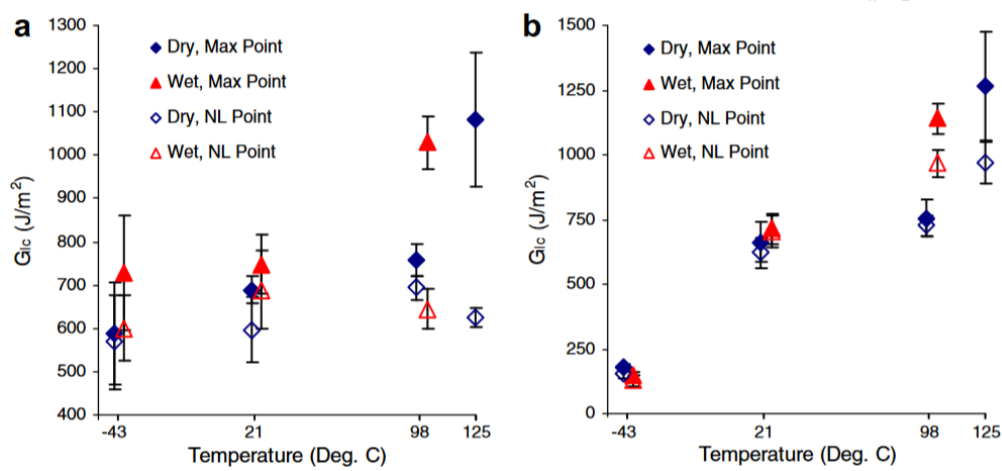 a
1300
1200
1100
1000
900
800
700
600
500
400
G_Ic (J/m²)
Dry, Max Point
Wet, Max Point
Dry, NL Point
Wet, NL Point
-43
21
98
125
Temperature (Deg. C)
b
1500
1250
1000
750
500
250
0
G_Ic (J/m²)
Dry, Max Point
Wet, Max Point
Dry, NL Point
Wet, NL Point
-43
21
98
125
Temperature (Deg. C)